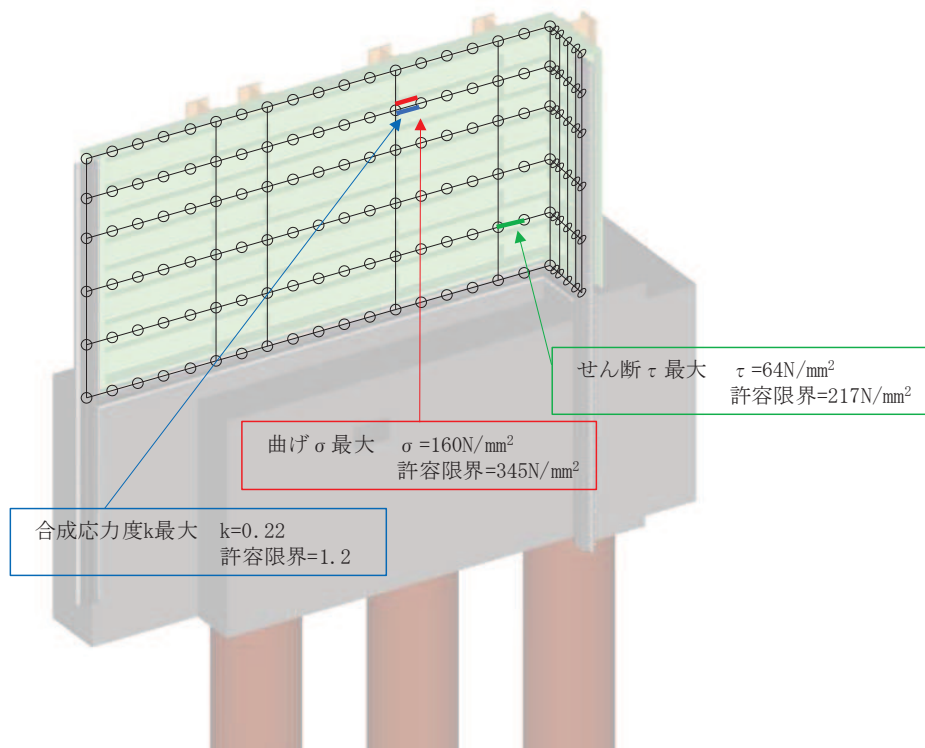 せん断τ最大　τ=64N/mm²
許容限界=217N/mm²
曲げσ最大　σ=160N/mm²
許容限界=345N/mm²
合成応力度k最大　k=0.22
許容限界=1.2